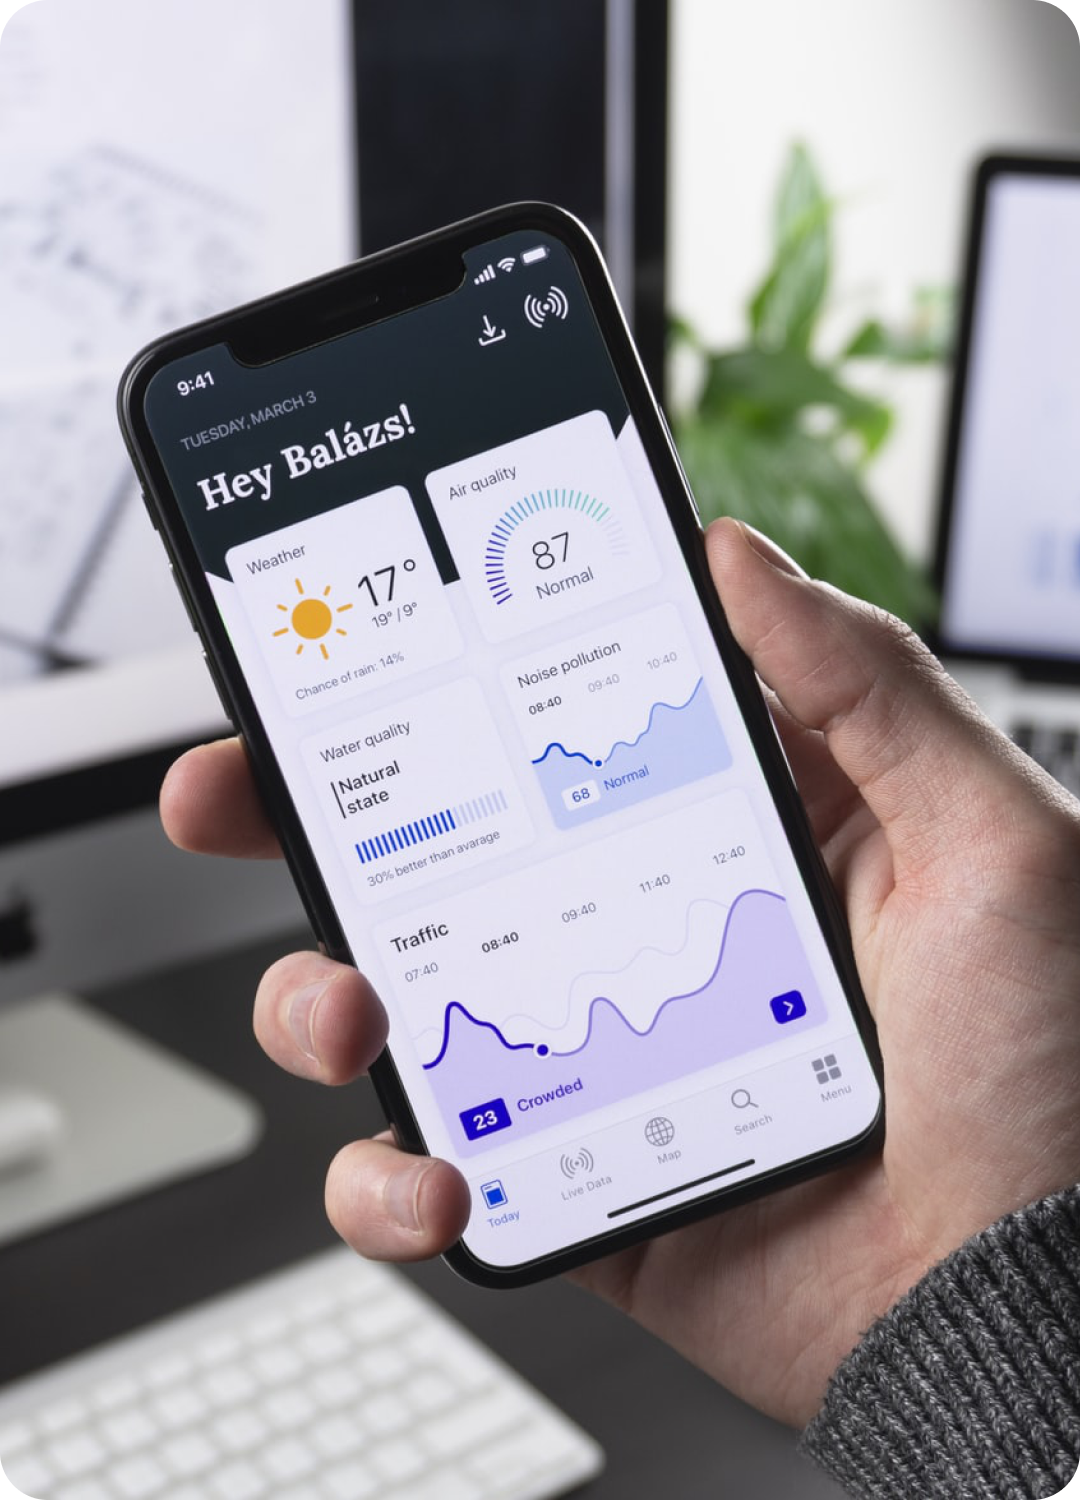 9:41
TUESDAY, MARCH 3
Hey Balázs!
Weather
17°
19° / 9°
Chance of rain: 14%
Air quality
87
Normal
Water quality
Natural
state
30% better than avarage
Noise pollution
08:40 09:40 10:40
68 Normal
Traffic
07:40 08:40 09:40 11:40 12:40
23 Crowded
Today Live Data Map Search Menu